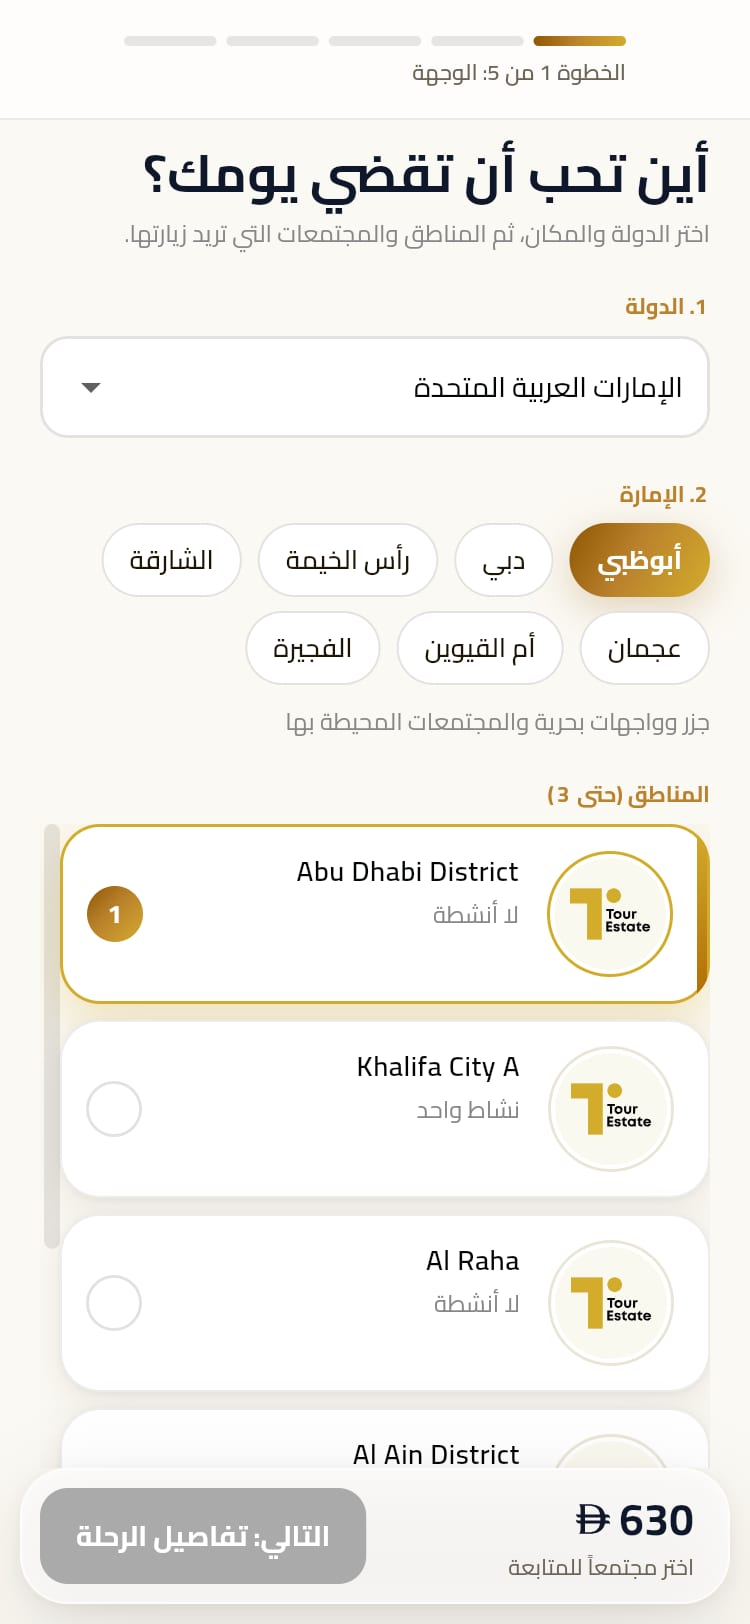 الخطوة 1 من 5: الوجهة
أين تحب أن تقضي يومك؟
اختر الدولة والمكان، ثم المناطق والمجتمعات التي تريد زيارتها.
1. الدولة
الإمارات العربية المتحدة
2. الإمارة
أبوظبي
دبي
رأس الخيمة
الشارقة
عجمان
أم القيوين
الفجيرة
جزر وواجهات بحرية والمجتمعات المحيطة بها
المناطق (حتى 3)
Tour
Estate
Abu Dhabi District
لا أنشطة
1
Tour
Estate
Khalifa City A
نشاط واحد
Tour
Estate
Al Raha
لا أنشطة
Al Ain District
630
اختر مجتمعاً للمتابعة
التالي: تفاصيل الرحلة